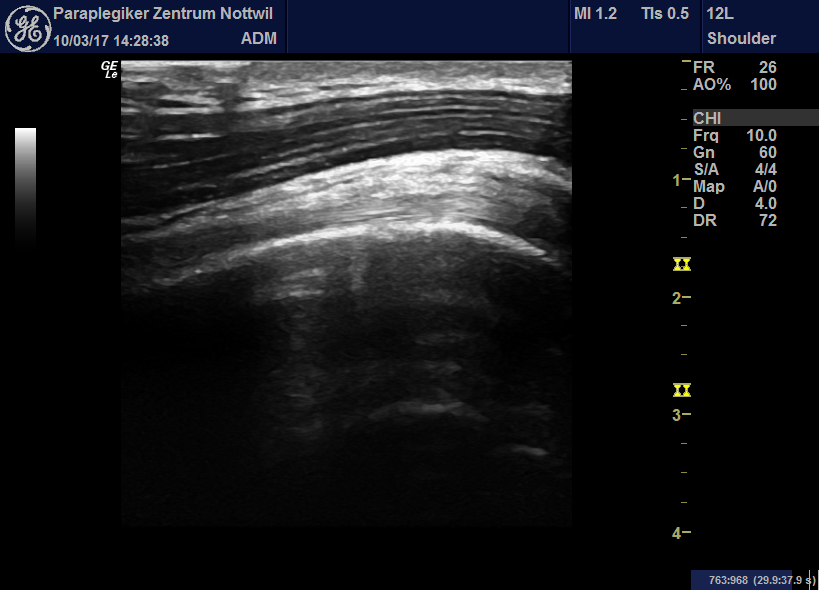 Paraplegiker Zentrum Nottwil
10/03/17 14:28:38 ADM
MI 1.2 TIs 0.5
12L
Shoulder
GE
Le
FR 26
AO% 100
CHI
Frq 10.0
Gn 60
S/A 4/4
Map A/0
D 4.0
DR 72
1
2
3
4
763:968 (29.9:37.9 s)